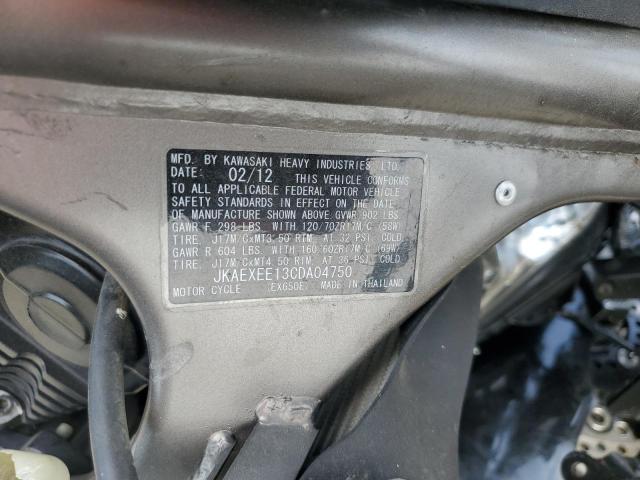 MFD. BY KAWASAKI HEAVY INDUSTRIES, LTD.
DATE: 02/12 THIS VEHICLE CONFORMS
TO ALL APPLICABLE FEDERAL MOTOR VEHICLE
SAFETY STANDARDS IN EFFECT ON THE DATE
OF MANUFACTURE SHOWN ABOVE GVWR 902 LBS.
GAWR F 298 LBS. WITH 120/70ZR17M/C (58W)
TIRE. J17M/CxMT3.50 RIM. AT 32 PSI COLD
GAWR R 604 LBS. WITH 160/60ZR17M/C (69W)
TIRE. J17M/CxMT4.50 RIM. AT 36 PSI COLD
JKAEXEE13CDA04750
MOTOR CYCLE EX650E MADE IN THAILAND